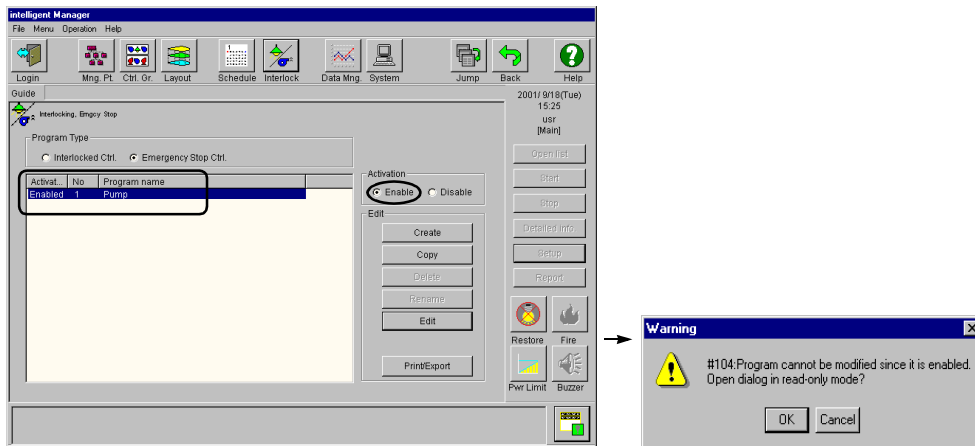 intelligent Manager
File Menu Operation Help
Login Mng. Pt. Ctrl. Gr. Layout Schedule Interlock Data Mng. System Jump Back Help
Guide
2001/ 9/18(Tue)
15:25
usr
[Main]
Interlocking, Emgcy Stop
Program Type
Interlocked Ctrl. Emergency Stop Ctrl.
Activat... No Program name
Enabled 1 Pump
Activation
Enable Disable
Edit
Create
Copy
Delete
Rename
Edit
Print/Export
Open list
Start
Stop
Detailed info
Setup
Report
Restore Fire
Pwr Limit Buzzer
Warning
#104:Program cannot be modified since it is enabled.
Open dialog in read-only mode?
OK Cancel